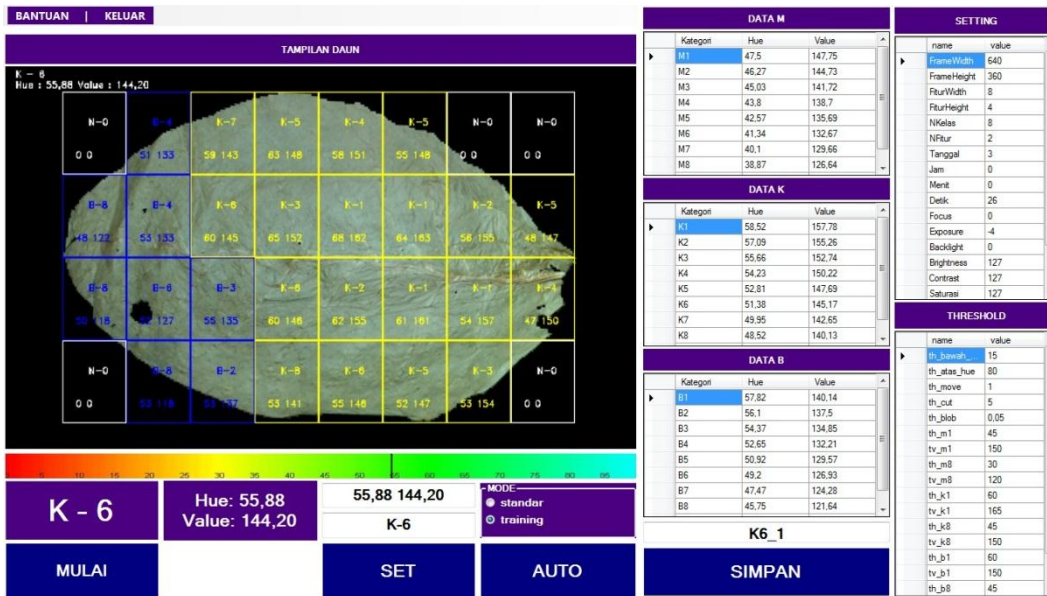 BANTUAN | KELUAR
TAMPILAN DAUN
K - 6
Hue : 55,88 Value : 144,20
N-0 B-4 K-7 K-5 K-4 K-5 N-0 N-0
0 0 51 133 59 143 63 148 58 151 55 148 0 0 0 0
B-8 B-4 K-6 K-3 K-1 K-1 K-2 K-5
48 122 53 133 60 145 65 152 68 162 64 163 56 155 48 147
B-8 B-6 B-3 K-6 K-2 K-1 K-1 K-4
50 118 52 127 55 135 60 146 62 155 61 161 54 157 47 150
N-0 B-8 B-2 K-8 K-6 K-5 K-3 N-0
0 0 53 118 53 137 53 141 55 146 52 147 53 154 0 0
5 10 15 20 25 30 35 40 45 50 55 60 65 70 75 80 85
K - 6
Hue: 55,88
Value: 144,20
55,88 144,20
K-6
MODE
standar
training
MULAI
SET
AUTO
DATA M
Kategori Hue Value
M1 47,5 147,75
M2 46,27 144,73
M3 45,03 141,72
M4 43,8 138,7
M5 42,57 135,69
M6 41,34 132,67
M7 40,1 129,66
M8 38,87 126,64
DATA K
Kategori Hue Value
K1 58,52 157,78
K2 57,09 155,26
K3 55,66 152,74
K4 54,23 150,22
K5 52,81 147,69
K6 51,38 145,17
K7 49,95 142,65
K8 48,52 140,13
DATA B
Kategori Hue Value
B1 57,82 140,14
B2 56,1 137,5
B3 54,37 134,85
B4 52,65 132,21
B5 50,92 129,57
B6 49,2 126,93
B7 47,47 124,28
B8 45,75 121,64
K6_1
SIMPAN
SETTING
name value
FrameWidth 640
FrameHeight 360
FiturWidth 8
FiturHeight 4
NKelas 8
NFitur 2
Tanggal 3
Jam 0
Menit 0
Detik 26
Focus 0
Exposure -4
Backlight 0
Brightness 127
Contrast 127
Saturasi 127
THRESHOLD
name value
th_bawah_... 15
th_atas_hue 80
th_move 1
th_cut 5
th_blob 0,05
th_m1 45
tv_m1 150
th_m8 30
tv_m8 120
th_k1 60
tv_k1 165
th_k8 45
tv_k8 150
th_b1 60
tv_b1 150
th_b8 45